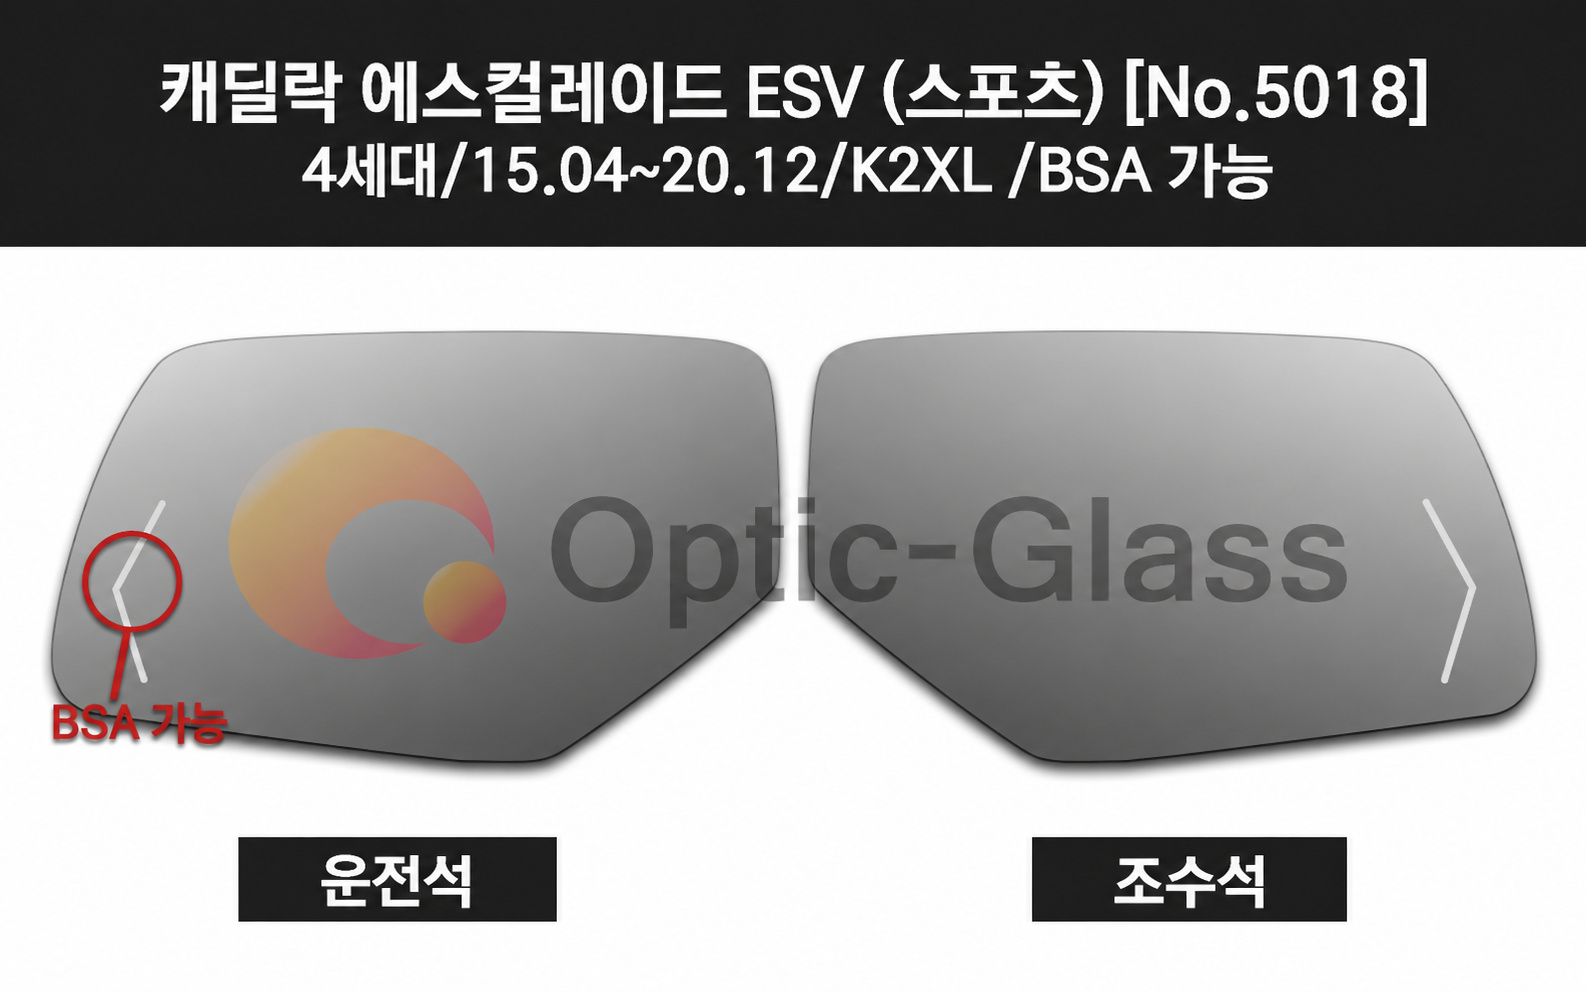 캐딜락 에스컬레이드 ESV (스포츠) [No.5018]
4세대/15.04~20.12/K2XL /BSA 가능
Optic-Glass
BSA 가능
운전석
조수석